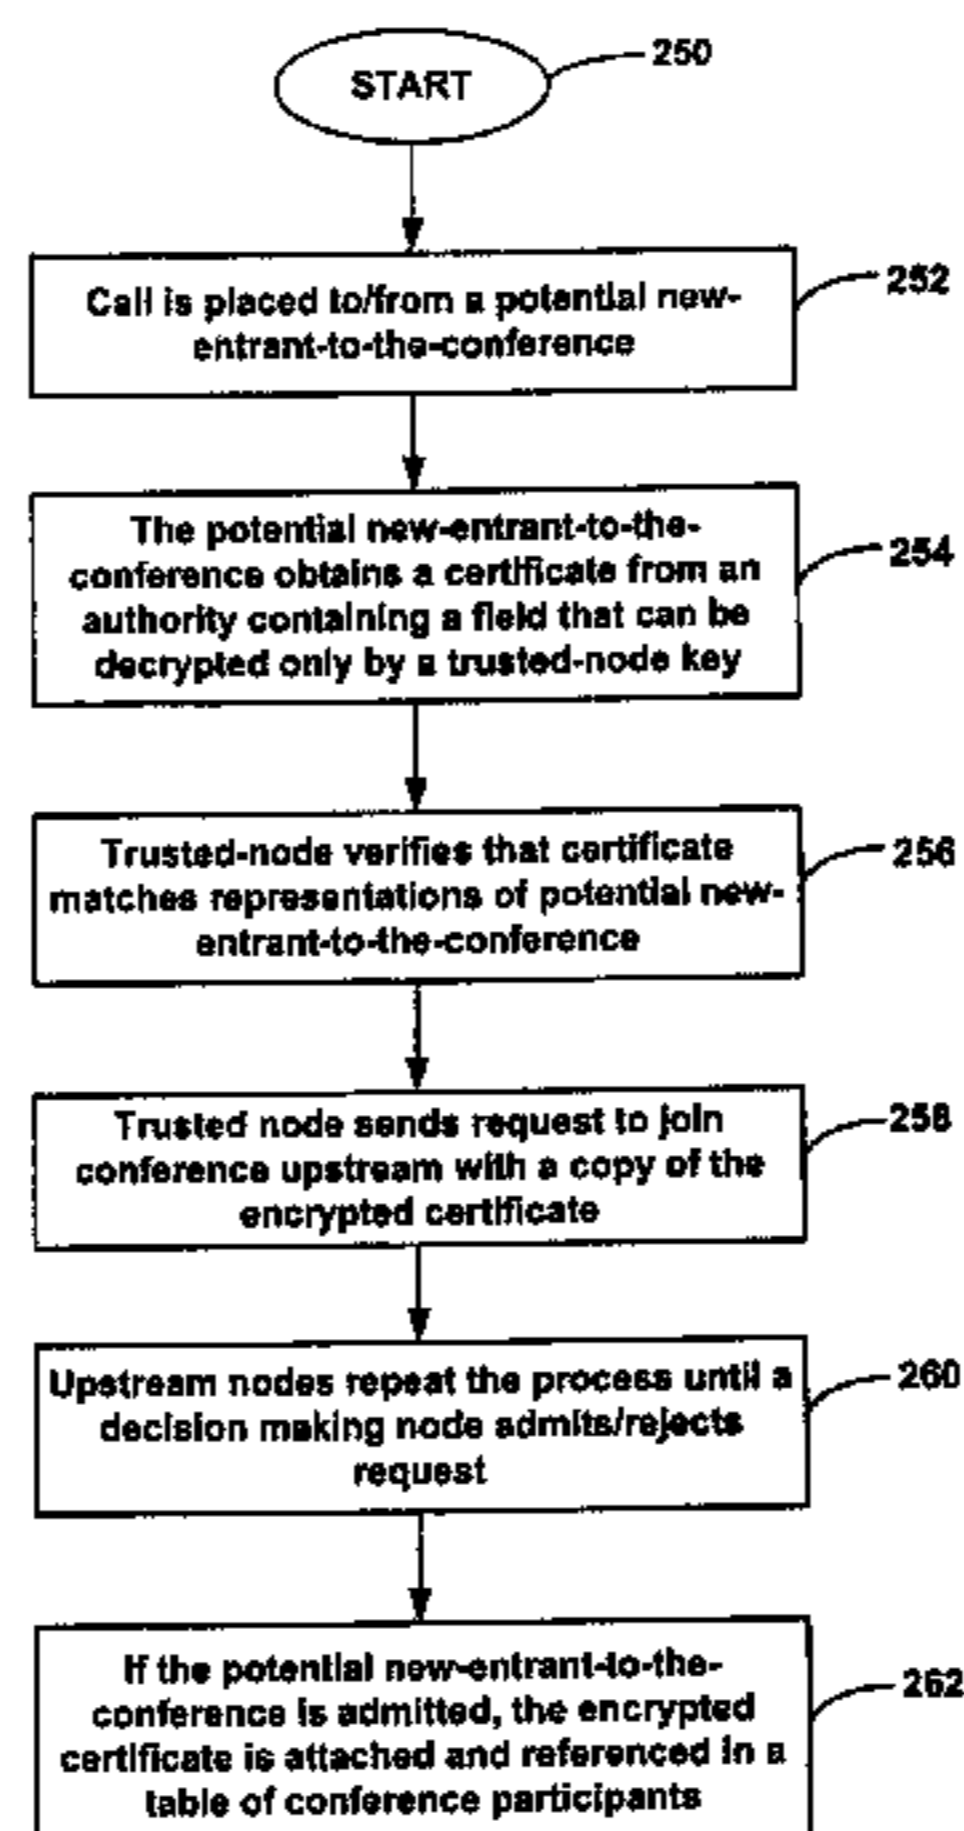 START
250
Call is placed to/from a potential new-
entrant-to-the-conference
252
The potential new-entrant-to-the-
conference obtains a certificate from an
authority containing a field that can be
decrypted only by a trusted-node key
254
Trusted-node verifies that certificate
matches representations of potential new-
entrant-to-the-conference
256
Trusted node sends request to join
conference upstream with a copy of the
encrypted certificate
258
Upstream nodes repeat the process until a
decision making node admits/rejects
request
260
If the potential new-entrant-to-the-
conference is admitted, the encrypted
certificate is attached and referenced in a
table of conference participants
262